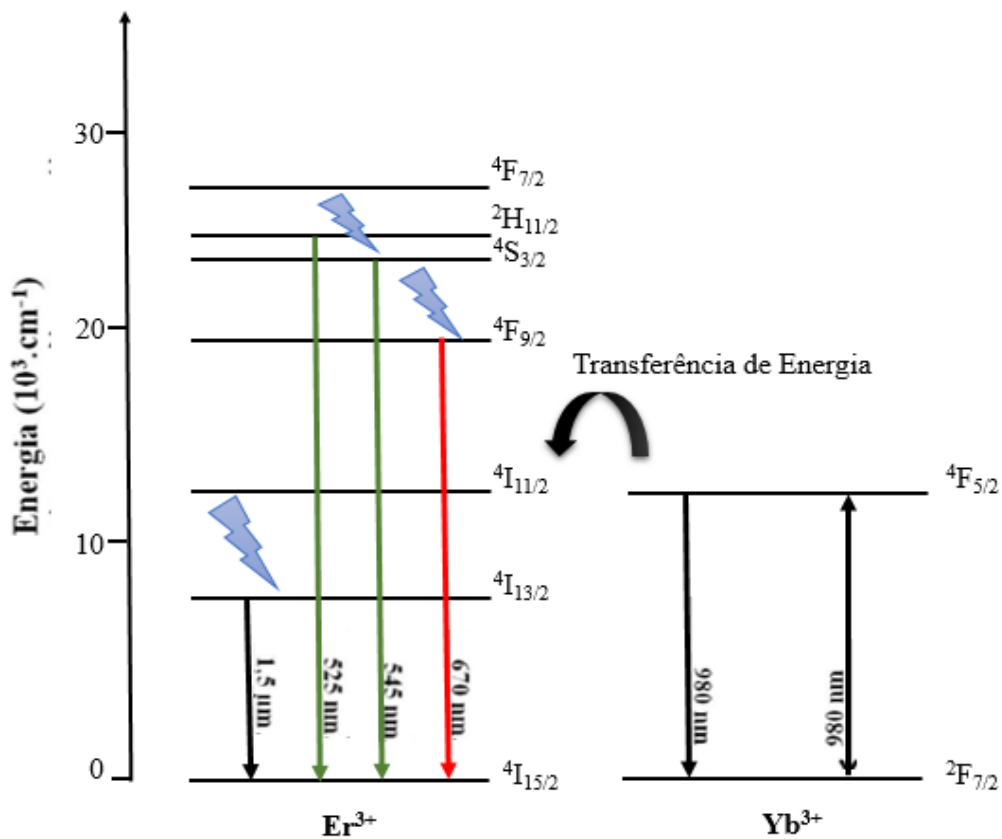 Energia (10³.cm⁻¹)
30
20
10
0
⁴F₇/₂
²H₁₁/₂
⁴S₃/₂
⁴F₉/₂
⁴I₁₁/₂
⁴I₁₃/₂
⁴I₁₅/₂
1,5 µm
525 nm
545 nm
670 nm
Er³⁺
Transferência de Energia
⁴F₅/₂
980 nm
980 nm
²F₇/₂
Yb³⁺